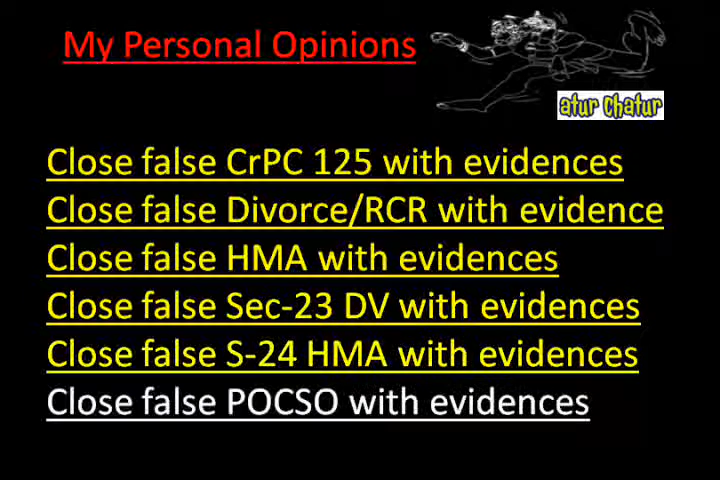 My Personal Opinions
atur Chatur
Close false CrPC 125 with evidences
Close false Divorce/RCR with evidence
Close false HMA with evidences
Close false Sec-23 DV with evidences
Close false S-24 HMA with evidences
Close false POCSO with evidences